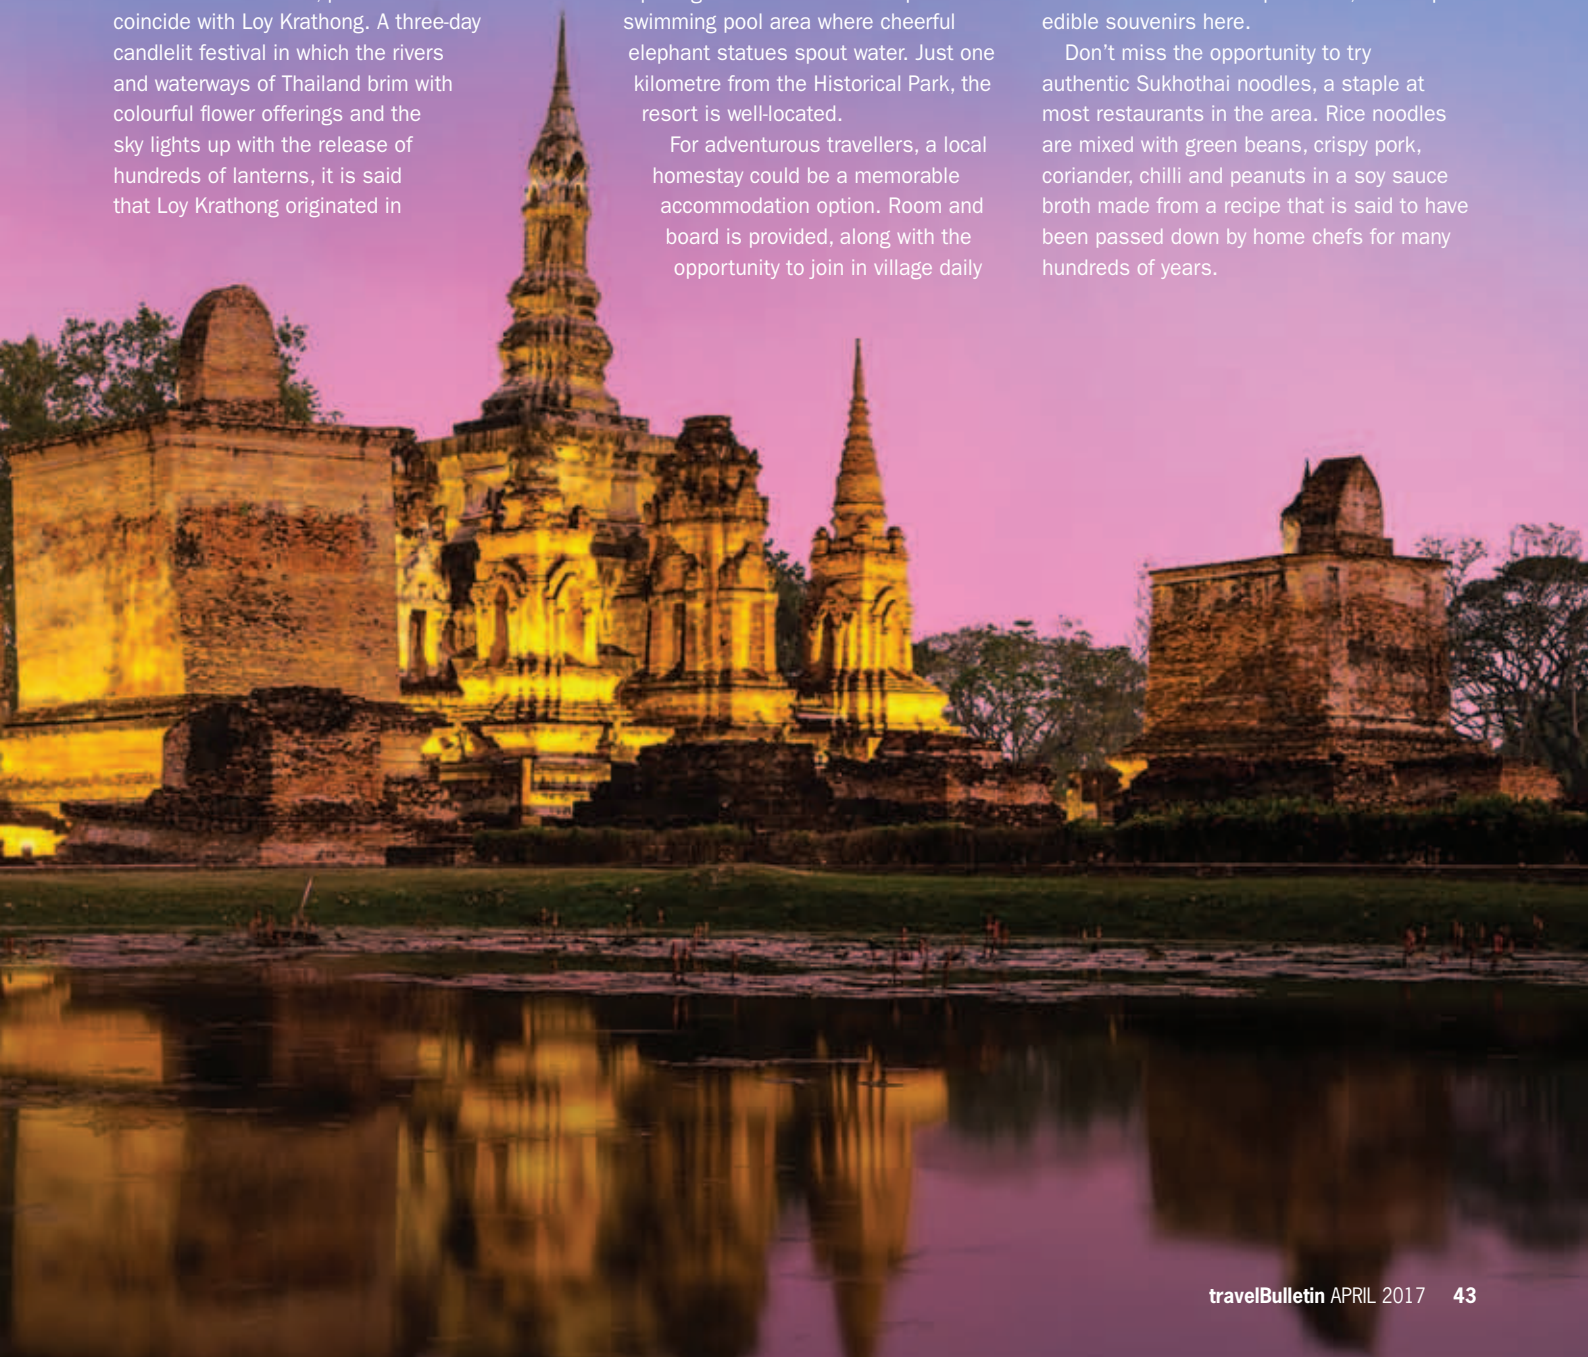 coincide with Loy Krathong. A three-day
candlelit festival in which the rivers
and waterways of Thailand brim with
colourful flower offerings and the
sky lights up with the release of
hundreds of lanterns, it is said
that Loy Krathong originated in
swimming pool area where cheerful
elephant statues spout water. Just one
kilometre from the Historical Park, the
resort is well-located.
For adventurous travellers, a local
homestay could be a memorable
accommodation option. Room and
board is provided, along with the
opportunity to join in village daily
edible souvenirs here.
Don’t miss the opportunity to try
authentic Sukhothai noodles, a staple at
most restaurants in the area. Rice noodles
are mixed with green beans, crispy pork,
coriander, chilli and peanuts in a soy sauce
broth made from a recipe that is said to have
been passed down by home chefs for many
hundreds of years.
travelBulletin APRIL 2017 43